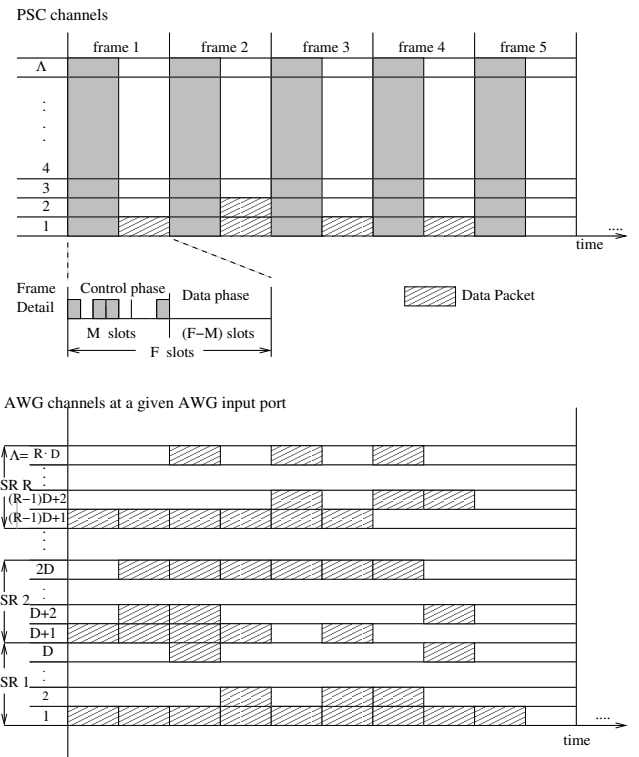 PSC channels
frame 1 frame 2 frame 3 frame 4 frame 5
Λ
:
.
.
4
3
2
1
....
time
Frame Detail
Control phase
Data phase
Data Packet
M slots
(F−M) slots
F slots
AWG channels at a given AWG input port
Λ= R· D
:
SR R
(R−1)D+2
(R−1)D+1
:
.
2D
SR 2
:
D+2
D+1
D
SR 1
:
2
1
....
time